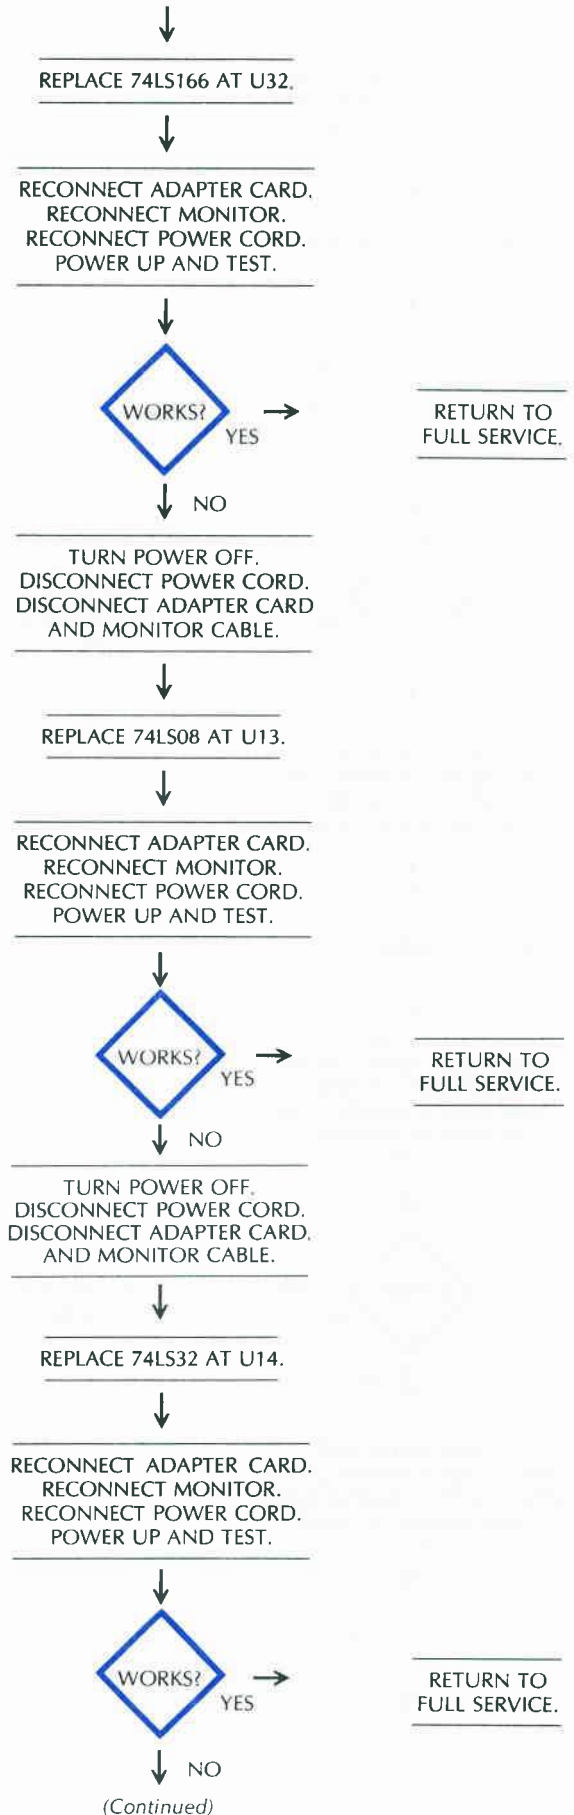 REPLACE 74LS166 AT U32.
RECONNECT ADAPTER CARD.
RECONNECT MONITOR.
RECONNECT POWER CORD.
POWER UP AND TEST.
WORKS?
YES
RETURN TO
FULL SERVICE.
NO
TURN POWER OFF.
DISCONNECT POWER CORD.
DISCONNECT ADAPTER CARD
AND MONITOR CABLE.
REPLACE 74LS08 AT U13.
RECONNECT ADAPTER CARD.
RECONNECT MONITOR.
RECONNECT POWER CORD.
POWER UP AND TEST.
WORKS?
YES
RETURN TO
FULL SERVICE.
NO
TURN POWER OFF.
DISCONNECT POWER CORD.
DISCONNECT ADAPTER CARD.
AND MONITOR CABLE.
REPLACE 74LS32 AT U14.
RECONNECT ADAPTER CARD.
RECONNECT MONITOR.
RECONNECT POWER CORD.
POWER UP AND TEST.
WORKS?
YES
RETURN TO
FULL SERVICE.
NO
(Continued)